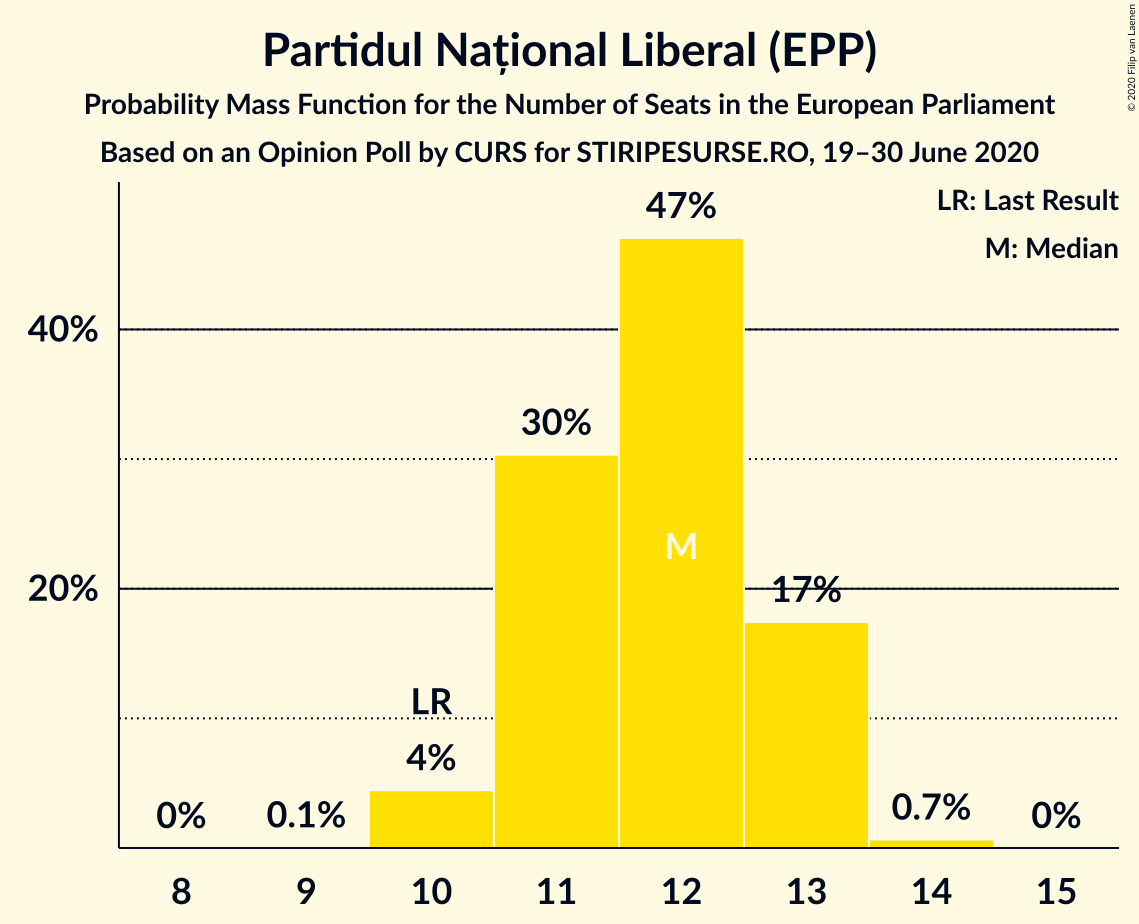 Partidul Național Liberal (EPP)
Probability Mass Function for the Number of Seats in the European Parliament
Based on an Opinion Poll by CURS for STIRIPESURSE.RO, 19–30 June 2020
© 2020 Filip van Laenen
LR: Last Result
M: Median
47%
40%
30%
M
20%
17%
LR
4%
0%
0.1%
0.7%
0%
8 9 10 11 12 13 14 15